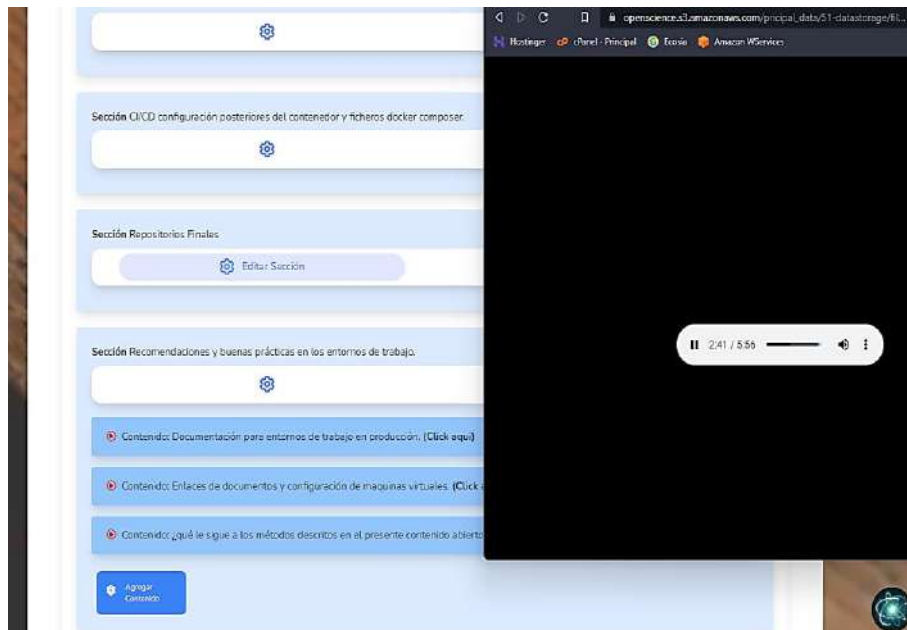 Sección CI/CD configuración posteriores del contenedor y ficheros docker composer.
Sección Repositorios Finales
Editar Sección
Sección Recomendaciones y buenas prácticas en los entornos de trabajo.
Contenido: Documentación para entornos de trabajo en producción. (Click aquí)
Contenido: Enlaces de documentos y configuración de maquinas virtuales. (Click
Contenido: ¿qué le sigue a los métodos descritos en el presente contenido abierto
Agregar
Contenido
openscience.s3.amazonaws.com/pricipal_data/51-datastorage/fil...
Hostinger cPanel - Principal Ecosia Amazon WServices
2:41 / 5:56